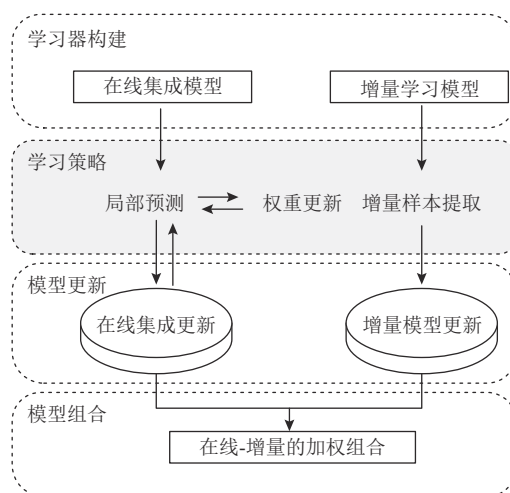 学习器构建
在线集成模型
增量学习模型
学习策略
局部预测
权重更新
增量样本提取
模型更新
在线集成更新
增量模型更新
模型组合
在线-增量的加权组合